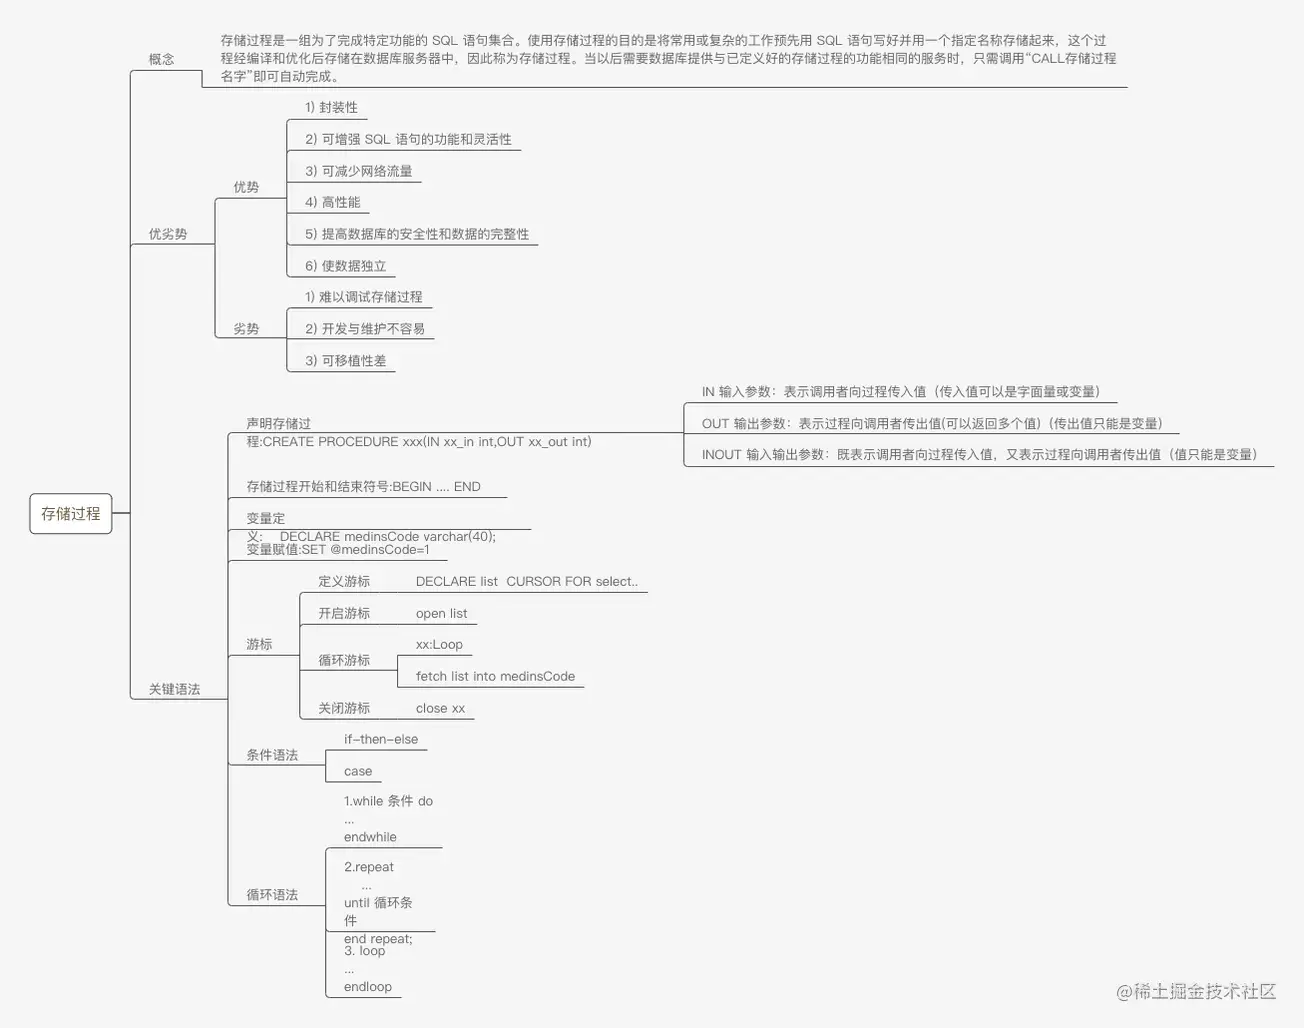 存储过程
概念
存储过程是一组为了完成特定功能的 SQL 语句集合。使用存储过程的目的是将常用或复杂的工作预先用 SQL 语句写好并用一个指定名称存储起来，这个过
程经编译和优化后存储在数据库服务器中，因此称为存储过程。当以后需要数据库提供与已定义好的存储过程的功能相同的服务时，只需调用“CALL存储过程
名字”即可自动完成。
优劣势
优势
1) 封装性
2) 可增强 SQL 语句的功能和灵活性
3) 可减少网络流量
4) 高性能
5) 提高数据库的安全性和数据的完整性
6) 使数据独立
劣势
1) 难以调试存储过程
2) 开发与维护不容易
3) 可移植性差
关键语法
声明存储过
程:CREATE PROCEDURE xxx(IN xx_in int,OUT xx_out int)
IN 输入参数：表示调用者向过程传入值（传入值可以是字面量或变量）
OUT 输出参数：表示过程向调用者传出值(可以返回多个值)（传出值只能是变量）
INOUT 输入输出参数：既表示调用者向过程传入值，又表示过程向调用者传出值（值只能是变量）
存储过程开始和结束符号:BEGIN .... END
变量定
义:    DECLARE medinsCode varchar(40);
变量赋值:SET @medinsCode=1
游标
定义游标
DECLARE list  CURSOR FOR select..
开启游标
open list
循环游标
xx:Loop
fetch list into medinsCode
关闭游标
close xx
条件语法
if-then-else
case
循环语法
1.while 条件 do
...
endwhile
2.repeat
...
until 循环条
件
end repeat;
3. loop
...
endloop
@稀土掘金技术社区